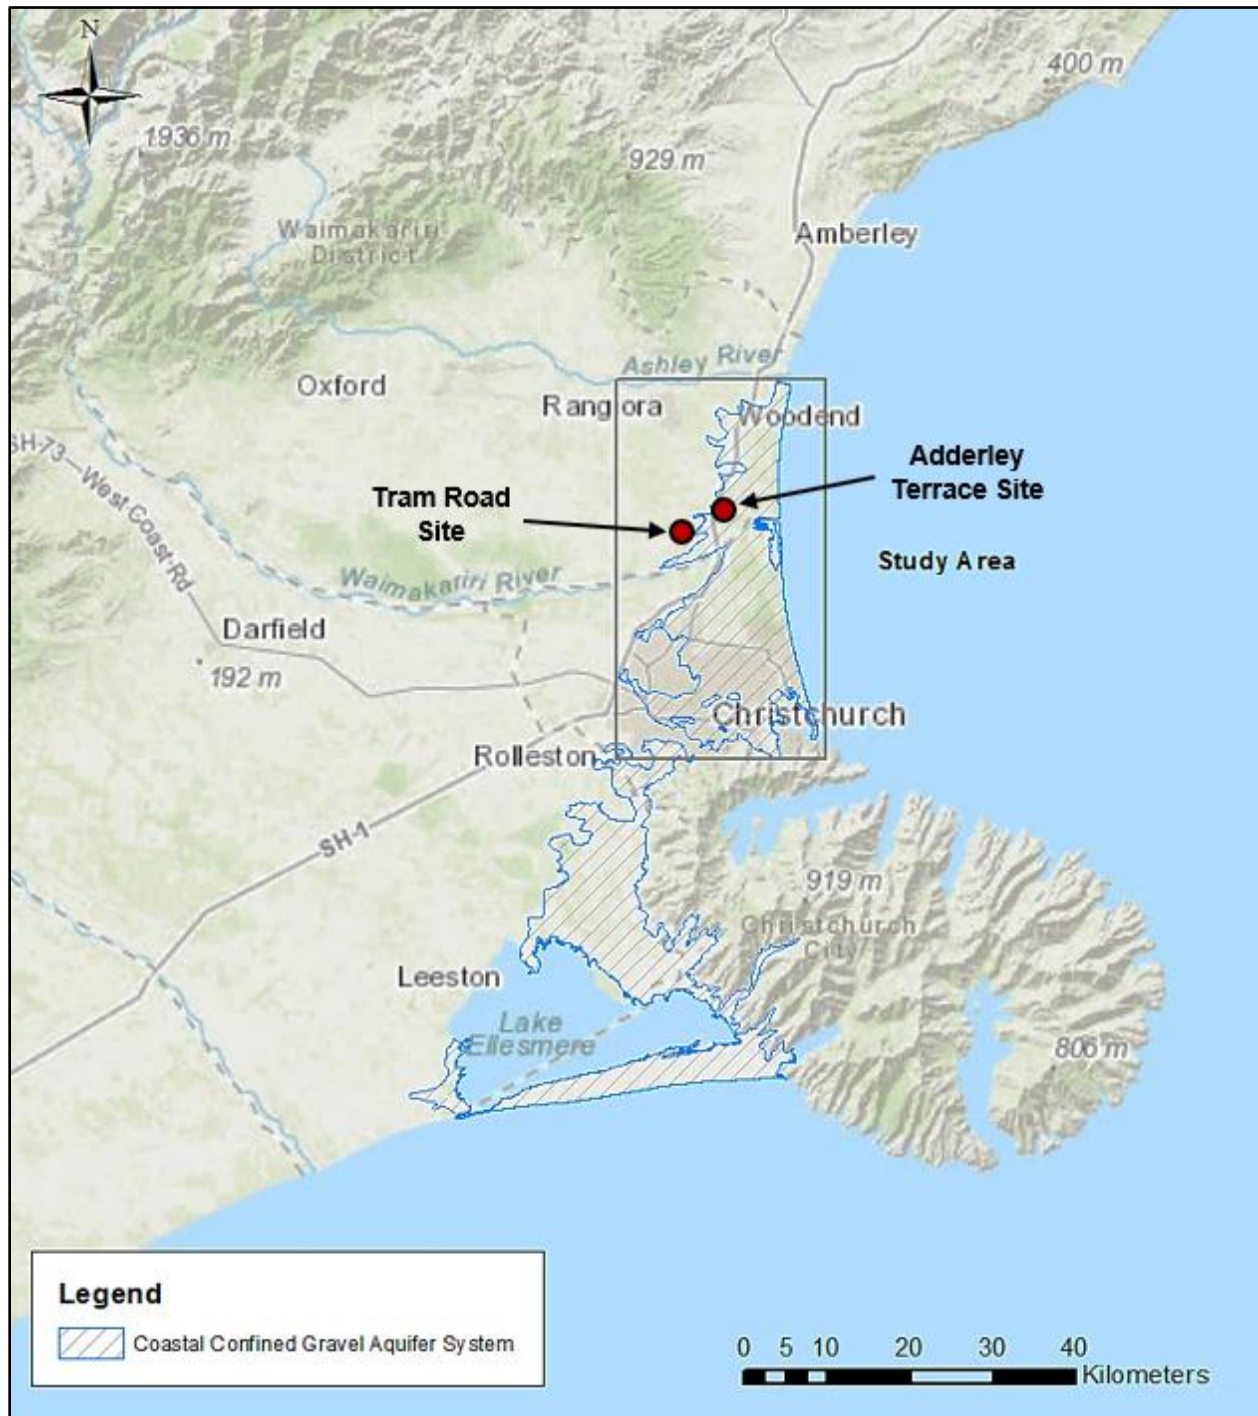 N
400 m
1936 m
929 m
Waimakariri
District
Amberley
Ashley River
Oxford
Rangiora
Woodend
SH-73—West Coast Rd
Adderley
Terrace Site
Tram Road
Site
Study Area
Waimakariri River
Darfield
192 m
Christchurch
Rolleston
SH-1
919 m
Christchurch
City
Leeston
Lake
Ellesmere
806 m
Legend
Coastal Confined Gravel Aquifer System
0 5 10 20 30 40
Kilometers